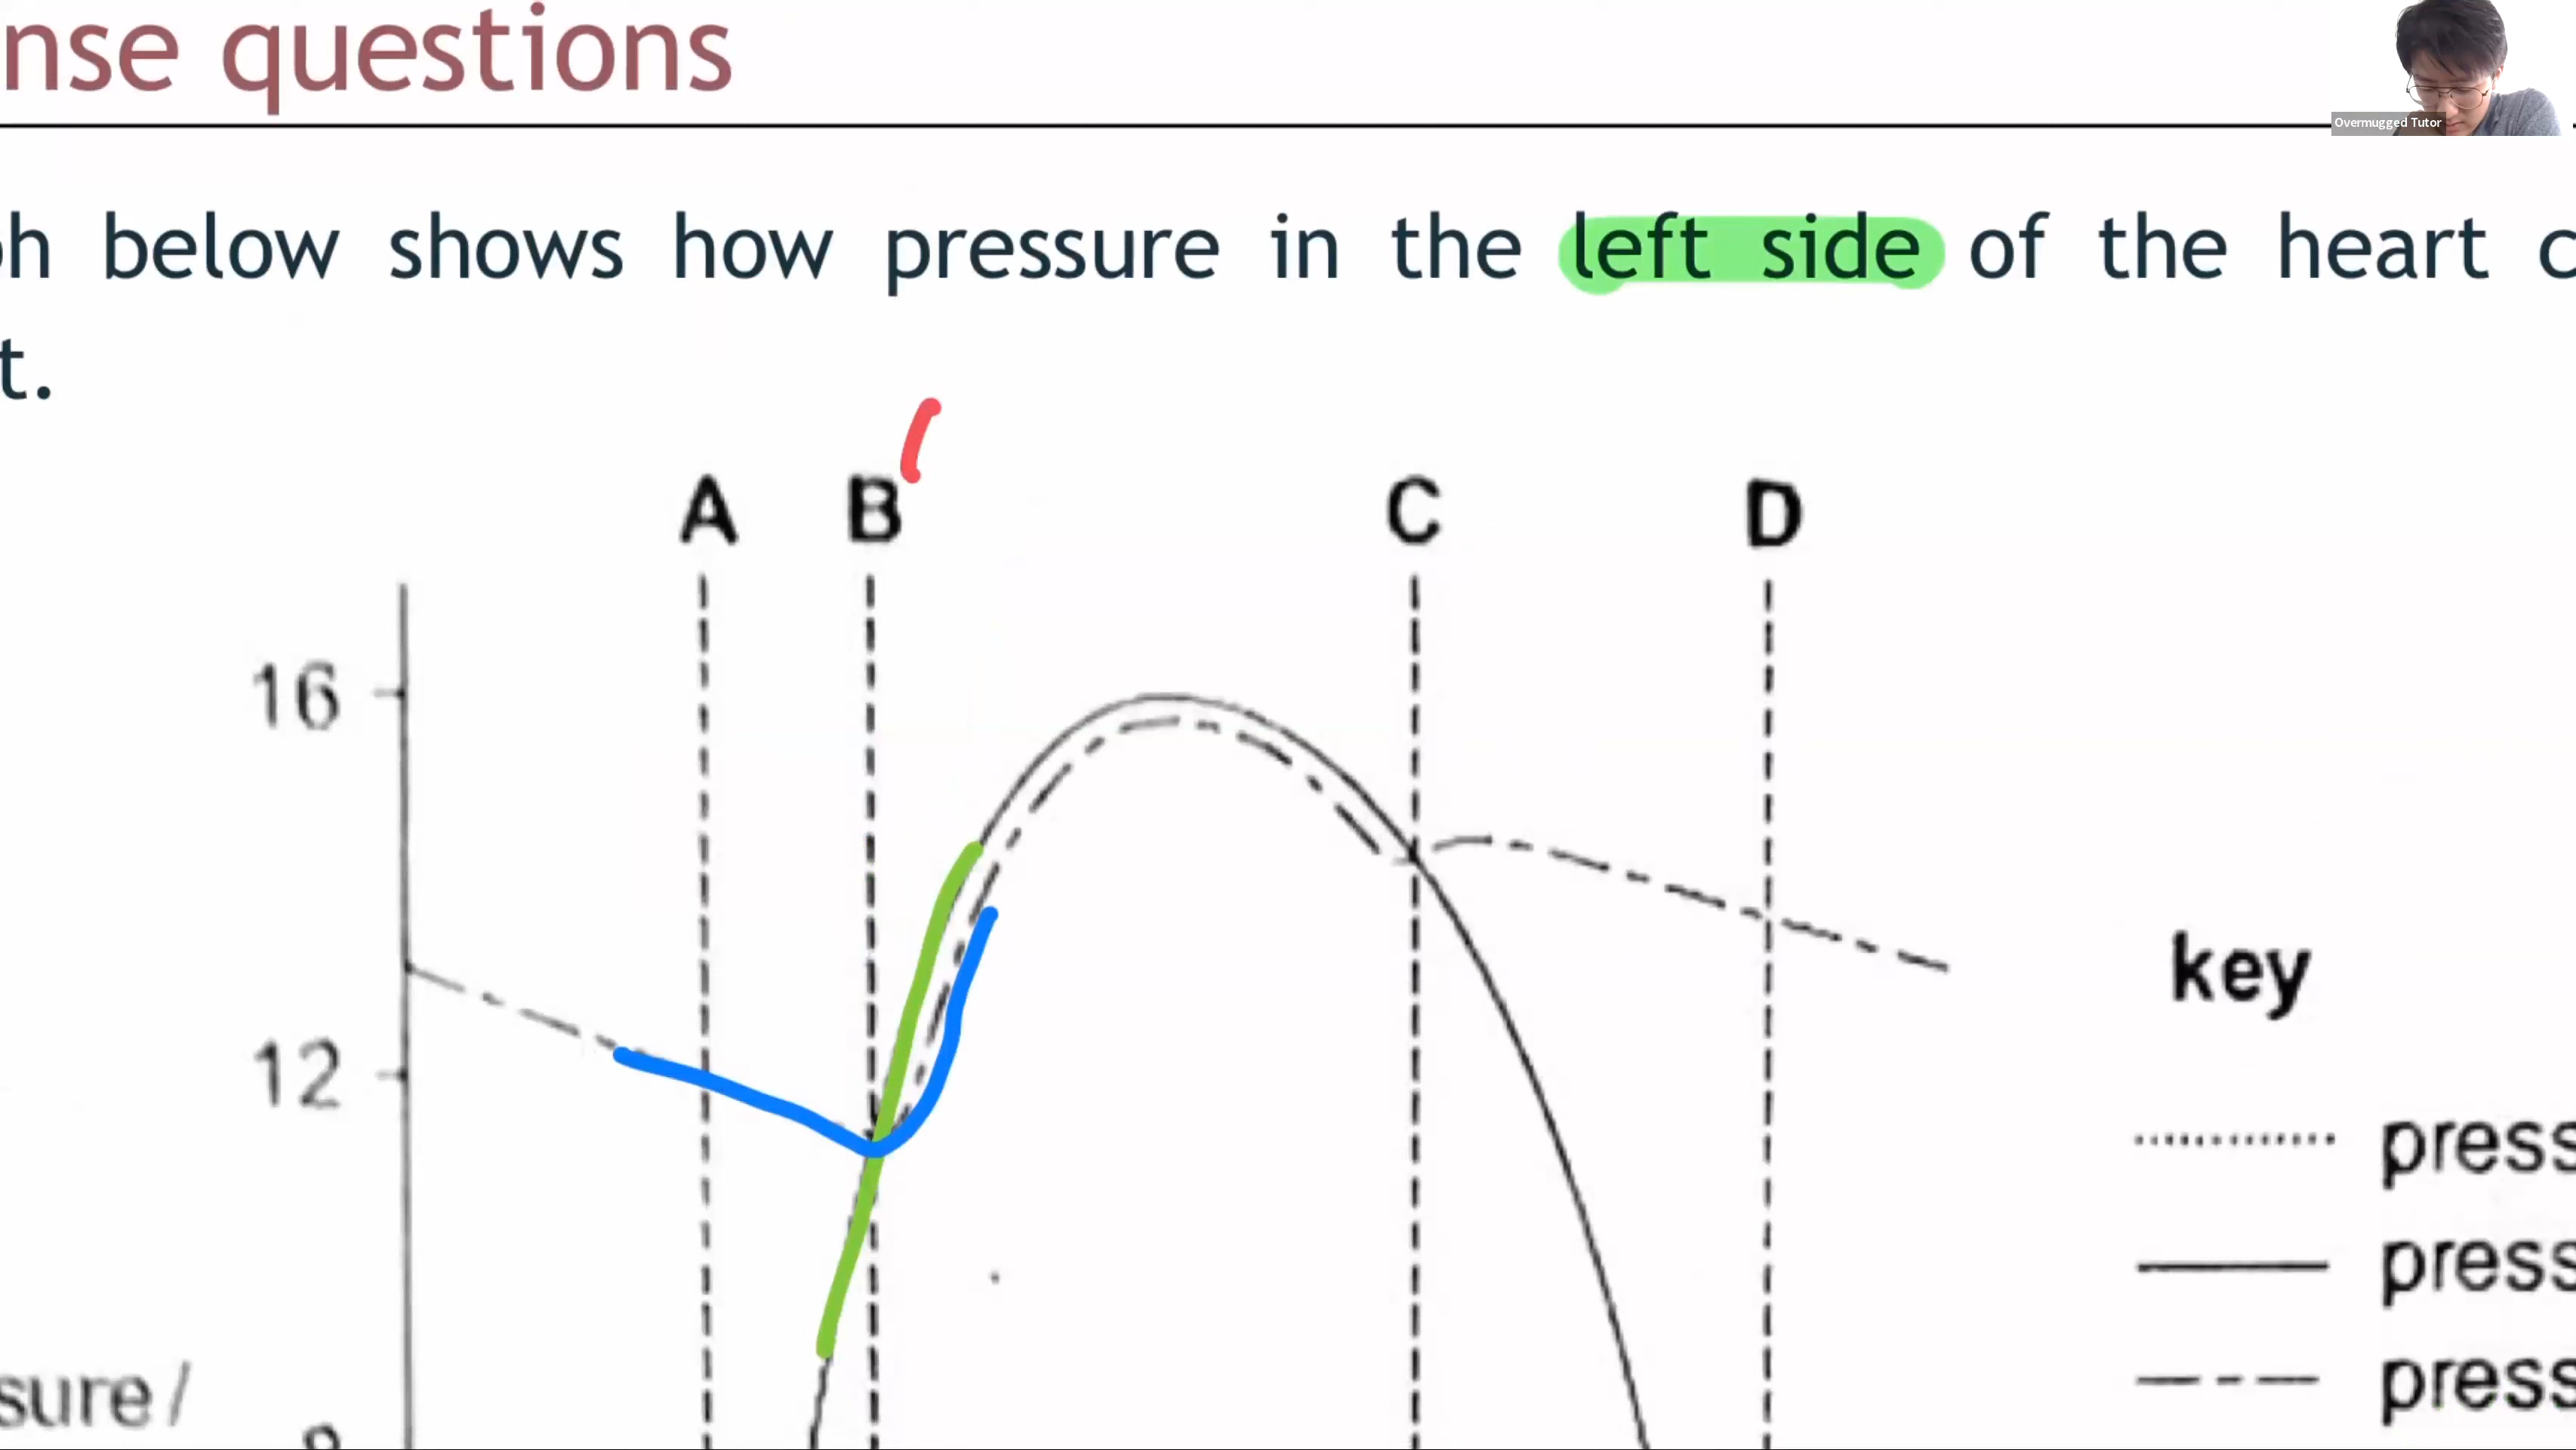 nse questions
Overmugged Tutor
h below shows how pressure in the left side of the heart c
t.
A B C D
16
12
key
press
press
sure/
press